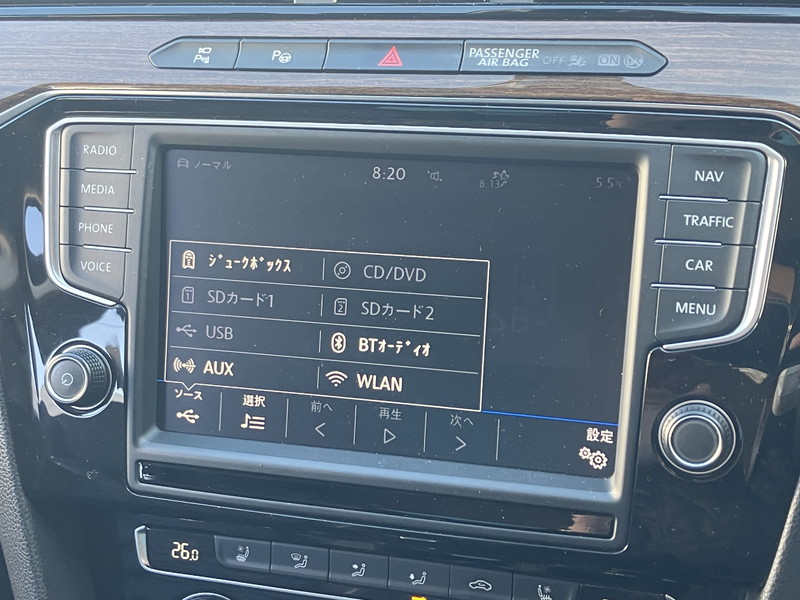 P
P
PASSENGER
AIR BAG OFF ON
RADIO
MEDIA
PHONE
VOICE
NAV
TRAFFIC
CAR
MENU
ノーマル
8:20
8:13
5.5℃
1 ｼﾞｭｰｸﾎﾞｯｸｽ
CD/DVD
1 SDカード1
2 SDカード2
USB
BTｵｰﾃﾞｨｵ
AUX
WLAN
ソース
選択
前へ
再生
次へ
設定
26.0